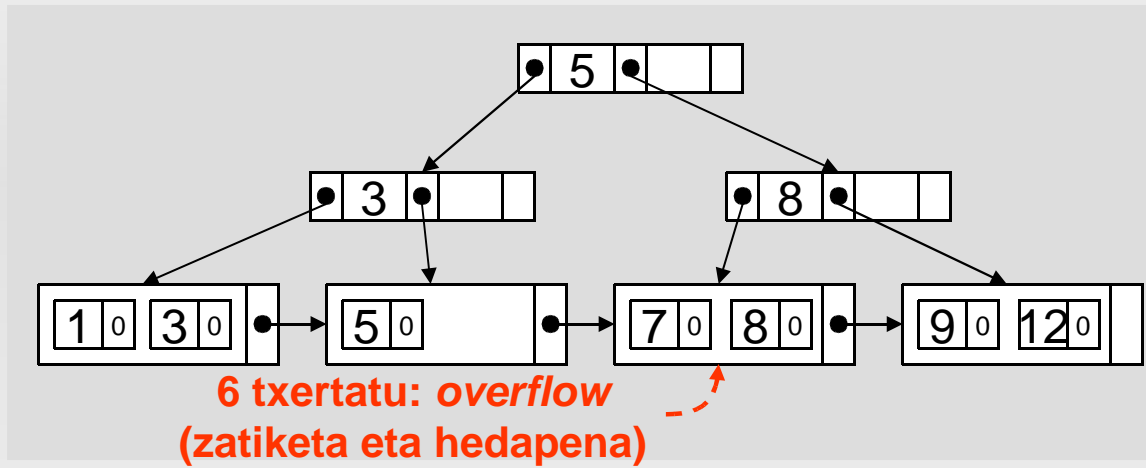 5
3 8
1 0 3 0 5 0 7 0 8 0 9 0 12 0
6 txertatu: overflow
(zatiketa eta hedapena)